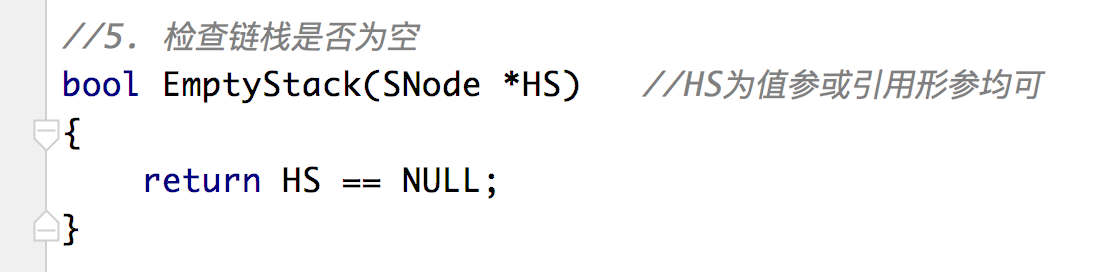 //5. 检查链栈是否为空
bool EmptyStack(SNode *HS)   //HS为值参或引用形参均可
{
    return HS == NULL;
}